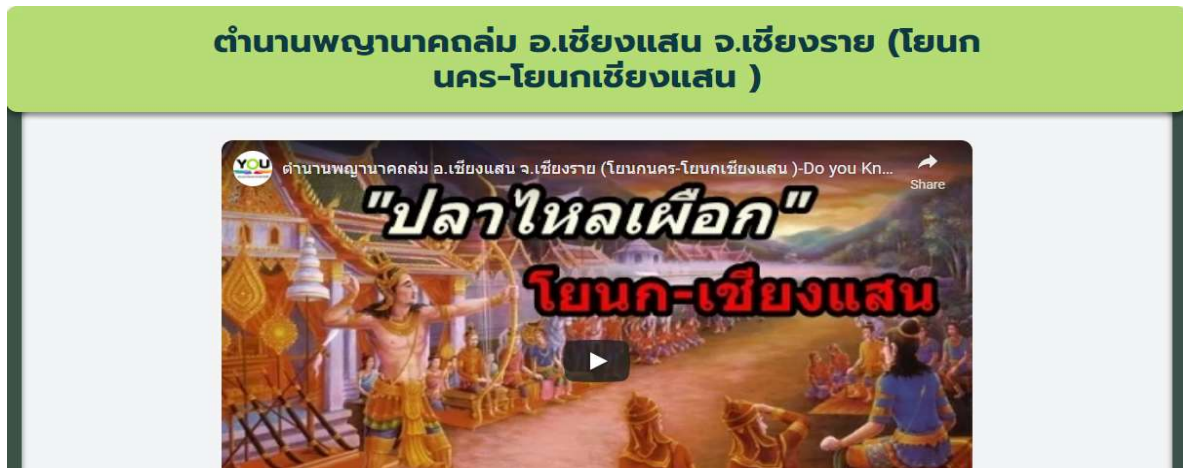 ตำนานพญานาคถล่ม อ.เชียงแสน จ.เชียงราย (โยนก
นคร-โยนกเชียงแสน )
YOU
ตำนานพญานาคถล่ม อ.เชียงแสน จ.เชียงราย (โยนกนคร-โยนกเชียงแสน )-Do you Kn...
Share
"ปลาไหลเผือก"
โยนก-เชียงแสน